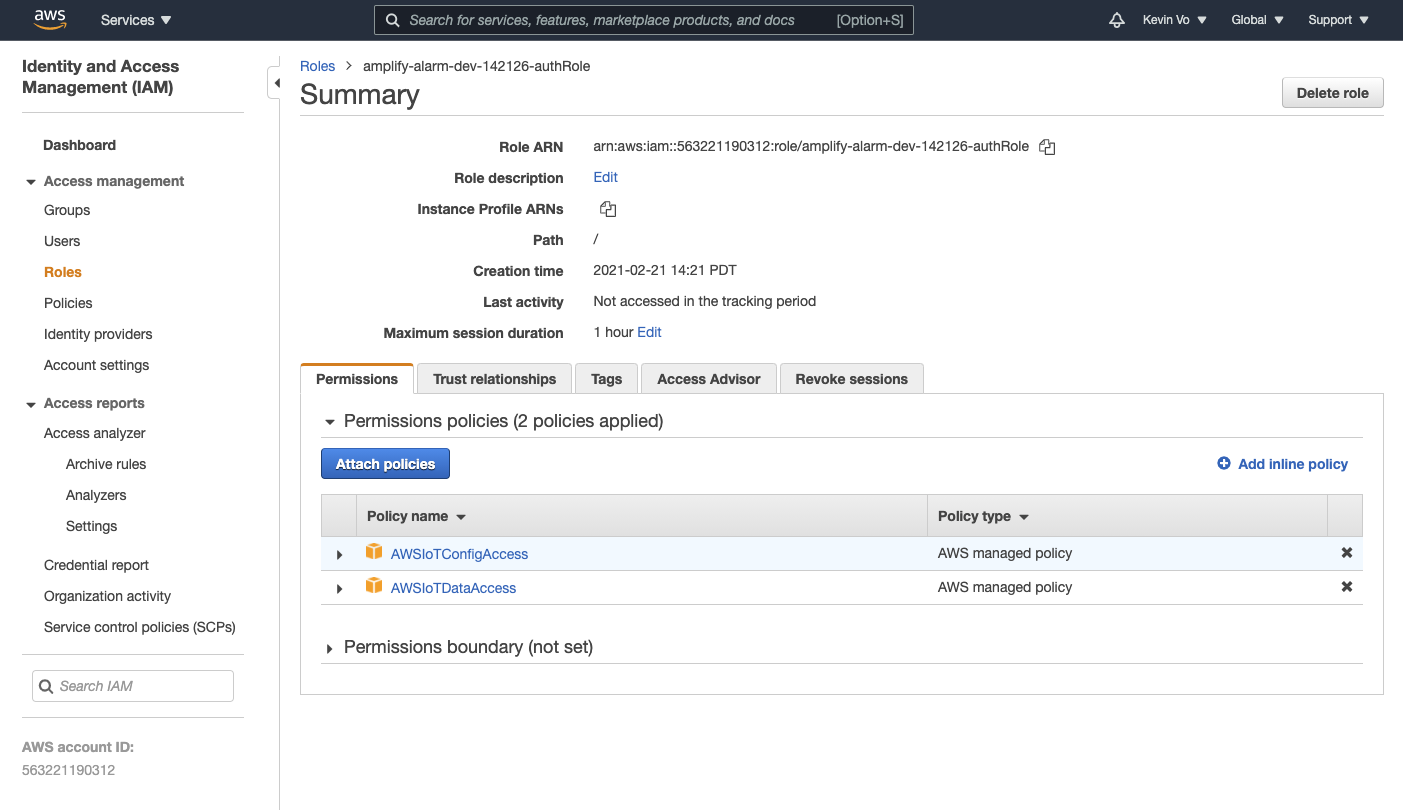 aws Services Search for services, features, marketplace products, and docs [Option+S] Kevin Vo Global Support
Identity and Access
Management (IAM)
Dashboard
Access management
Groups
Users
Roles
Policies
Identity providers
Account settings
Access reports
Access analyzer
Archive rules
Analyzers
Settings
Credential report
Organization activity
Service control policies (SCPs)
Search IAM
AWS account ID:
563221190312
Roles > amplify-alarm-dev-142126-authRole
Summary
Delete role
Role ARN arn:aws:iam::563221190312:role/amplify-alarm-dev-142126-authRole
Role description Edit
Instance Profile ARNs
Path /
Creation time 2021-02-21 14:21 PDT
Last activity Not accessed in the tracking period
Maximum session duration 1 hour Edit
Permissions Trust relationships Tags Access Advisor Revoke sessions
Permissions policies (2 policies applied)
Attach policies Add inline policy
Policy name Policy type
AWSIoTConfigAccess AWS managed policy
AWSIoTDataAccess AWS managed policy
Permissions boundary (not set)